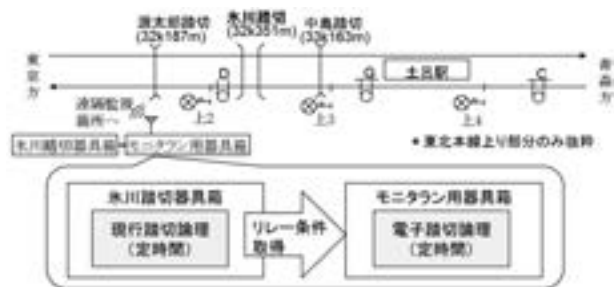 源太郎踏切
(32k187m)
氷川踏切
(32k351m)
中島踏切
(33k163m)
東京方
土呂駅
青森方
D
G
C
遠隔監視
箇所へ
上2
上3
上4
氷川踏切器具箱
モニタラン用器具箱
*東北本線上り部分のみ抜粋
氷川踏切器具箱
現行踏切論理
(定時間)
リレー条件
取得
モニタラン用器具箱
電子踏切論理
(定時間)